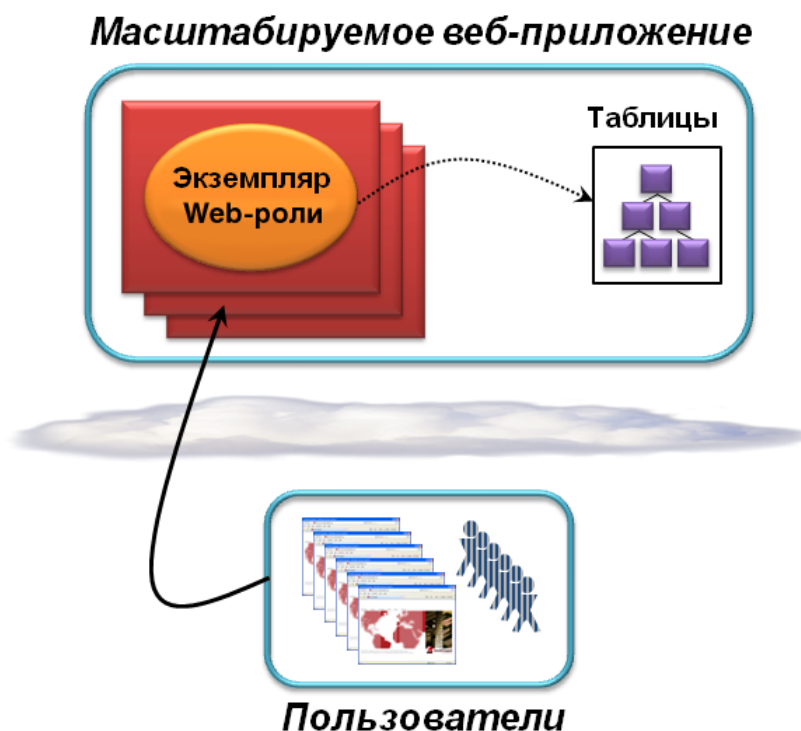 Масштабируемое веб-приложение
Таблицы
Экземпляр
Web-роли
Пользователи